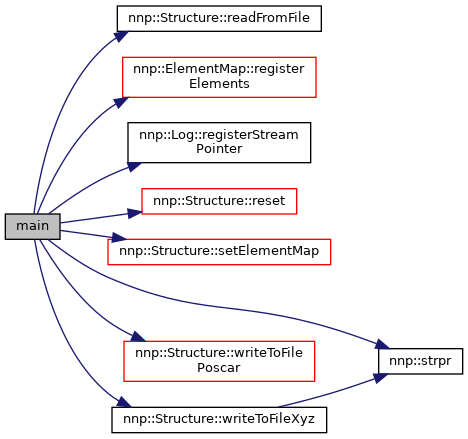 nnp::Structure::readFromFile
nnp::ElementMap::register
Elements
nnp::Log::registerStream
Pointer
nnp::Structure::reset
main
nnp::Structure::setElementMap
nnp::Structure::writeToFile
Poscar
nnp::strpr
nnp::Structure::writeToFileXyz